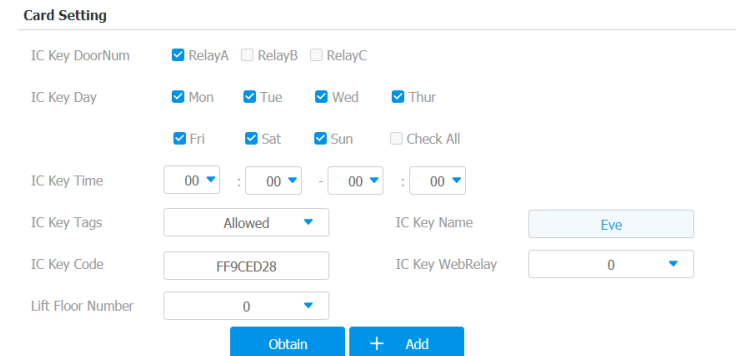 Card Setting
IC Key DoorNum RelayA RelayB RelayC
IC Key Day Mon Tue Wed Thur
Fri Sat Sun Check All
IC Key Time 00 : 00 - 00 : 00
IC Key Tags Allowed IC Key Name Eve
IC Key Code FF9CED28 IC Key WebRelay 0
Lift Floor Number 0
Obtain + Add